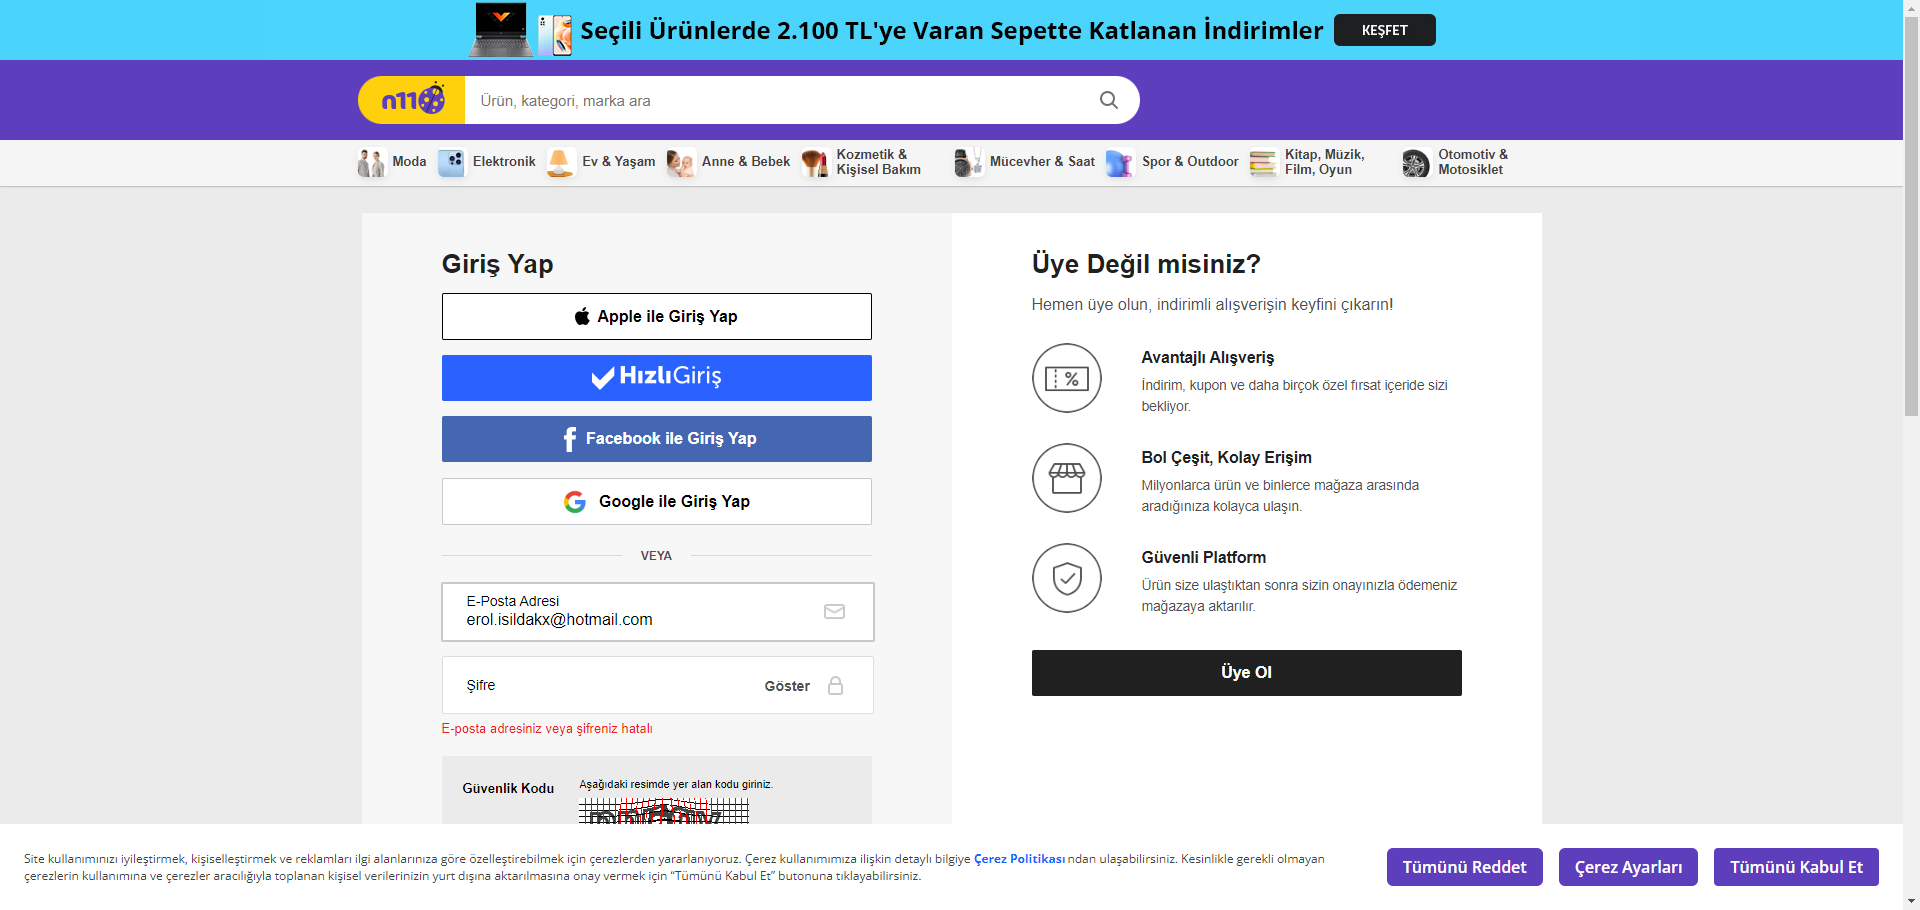 Seçili Ürünlerde 2.100 TL'ye Varan Sepette Katlanan İndirimler
KEŞFET
n11
Ürün, kategori, marka ara
Moda
Elektronik
Ev & Yaşam
Anne & Bebek
Kozmetik &
Kişisel Bakım
Mücevher & Saat
Spor & Outdoor
Kitap, Müzik,
Film, Oyun
Otomotiv &
Motosiklet
Giriş Yap
Apple ile Giriş Yap
HızlıGiriş
Facebook ile Giriş Yap
Google ile Giriş Yap
VEYA
E-Posta Adresi
erol.isildakx@hotmail.com
Şifre
Göster
E-posta adresiniz veya şifreniz hatalı
Güvenlik Kodu
Aşağıdaki resimde yer alan kodu giriniz.
Üye Değil misiniz?
Hemen üye olun, indirimli alışverişin keyfini çıkarın!
Avantajlı Alışveriş
İndirim, kupon ve daha birçok özel fırsat içeride sizi
bekliyor.
Bol Çeşit, Kolay Erişim
Milyonlarca ürün ve binlerce mağaza arasında
aradığınıza kolayca ulaşın.
Güvenli Platform
Ürün size ulaştıktan sonra sizin onayınızla ödemeniz
mağazaya aktarılır.
Üye Ol
Site kullanımınızı iyileştirmek, kişiselleştirmek ve reklamları ilgi alanlarınıza göre özelleştirebilmek için çerezlerden yararlanıyoruz. Çerez kullanımımıza ilişkin detaylı bilgiye Çerez Politikası'ndan ulaşabilirsiniz. Kesinlikle gerekli olmayan
çerezlerin kullanımına ve çerezler aracılığıyla toplanan kişisel verilerinizin yurt dışına aktarılmasına onay vermek için “Tümünü Kabul Et” butonuna tıklayabilirsiniz.
Tümünü Reddet
Çerez Ayarları
Tümünü Kabul Et